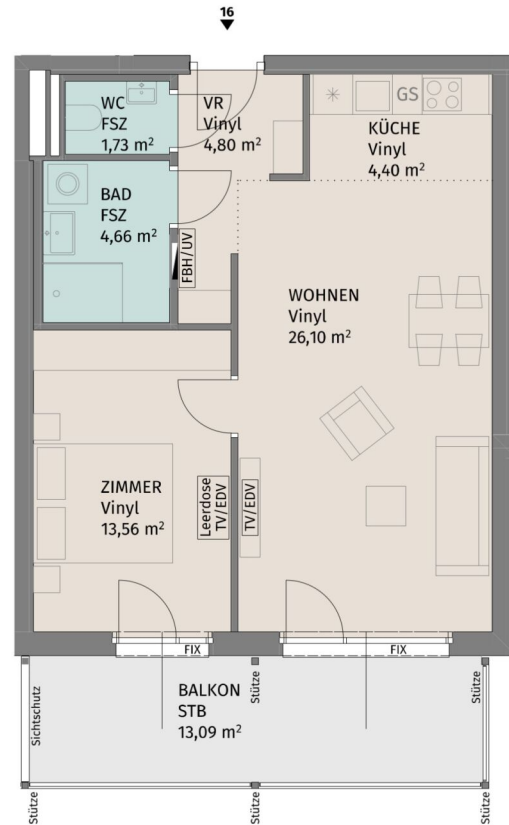 16
WC
FSZ
1,73 m²
VR
Vinyl
4,80 m²
GS
KÜCHE
Vinyl
4,40 m²
BAD
FSZ
4,66 m²
FBH/UV
WOHNEN
Vinyl
26,10 m²
ZIMMER
Vinyl
13,56 m²
Leerdose
TV/EDV
TV/EDV
FIX
FIX
BALKON
STB
13,09 m²
Sichtschutz
Stütze
Stütze
Stütze
Stütze
Stütze